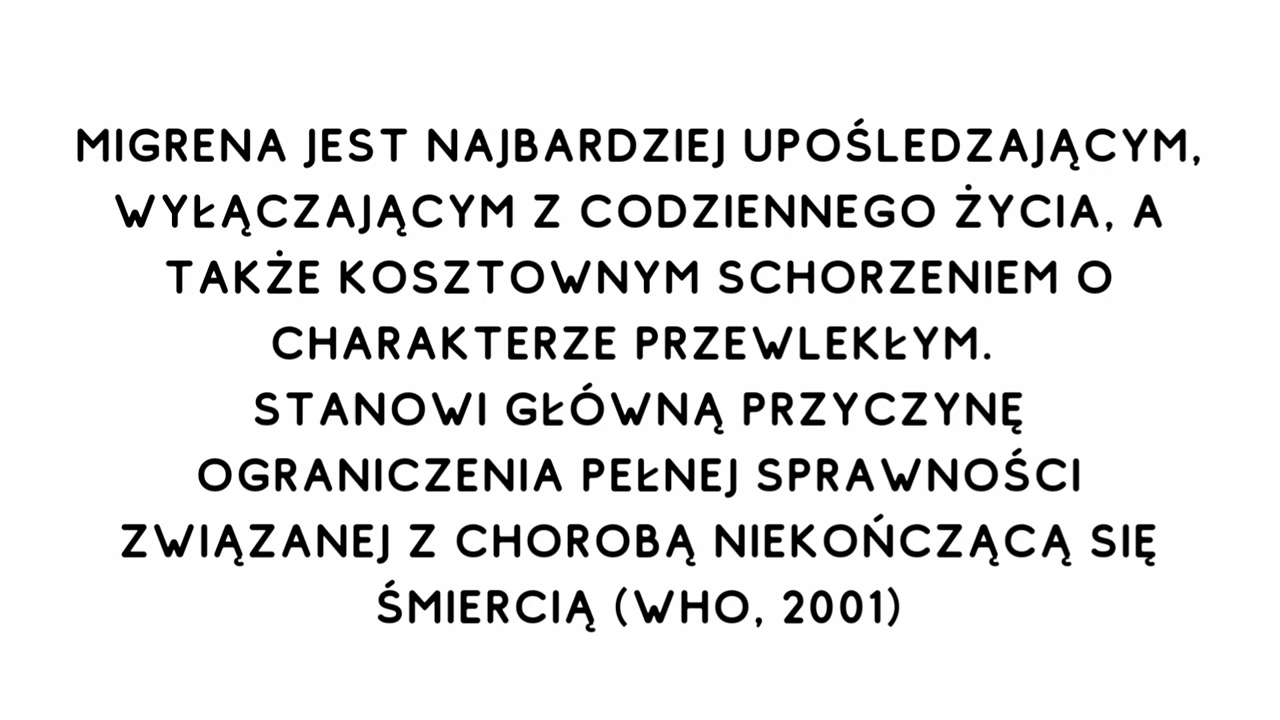 MIGRENA JEST NAJBARDZIEJ UPOŚLEDZAJĄCYM,
WYŁĄCZAJĄCYM Z CODZIENNEGO ŻYCIA, A
TAKŻE KOSZTOWNYM SCHORZENIEM O
CHARAKTERZE PRZEWLEKŁYM.
STANOWI GŁÓWNĄ PRZYCZYNĘ
OGRANICZENIA PEŁNEJ SPRAWNOŚCI
ZWIĄZANEJ Z CHOROBĄ NIEKOŃCZĄCĄ SIĘ
ŚMIERCIĄ (WHO, 2001)